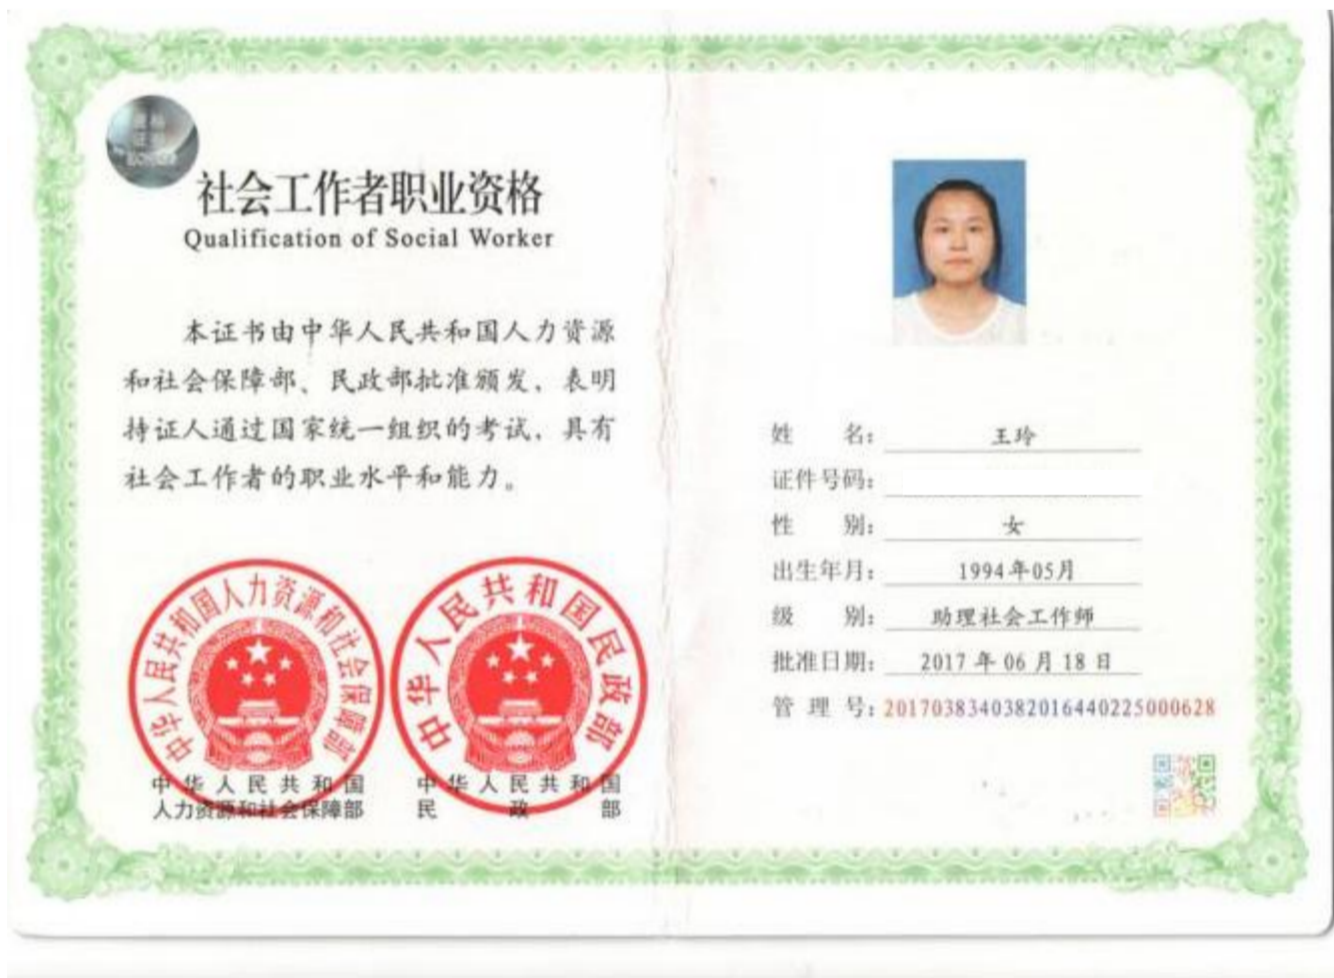 社会工作者职业资格
Qualification of Social Worker
本证书由中华人民共和国人力资源
和社会保障部、民政部批准颁发，表明
持证人通过国家统一组织的考试，具有
社会工作者的职业水平和能力。
中华人民共和国人力资源和社会保障部
中华人民共和国民政部
中华人民共和国
人力资源和社会保障部
中华人民共和国
民政部
姓名：王玲
证件号码：
性别：女
出生年月：1994年05月
级别：助理社会工作师
批准日期：2017年06月18日
管理号：2017038340382016440225000628